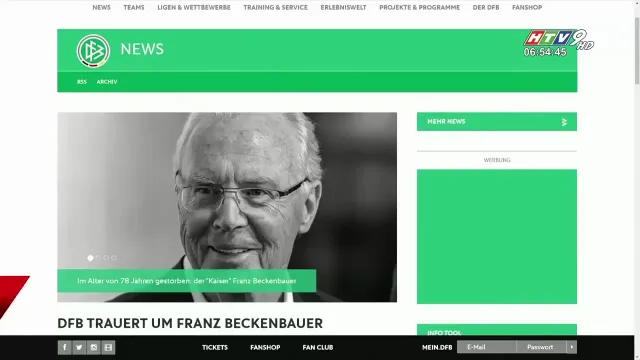 NEWS TEAMS LIGEN & WETTBEWERBE TRAINING & SERVICE ERLEBNISWELT PROJEKTE & PROGRAMME DER DFB FANSHOP
DFB
NEWS
HTV9 HD
06:54:45
RSS ARCHIV
MEHR NEWS
WERBUNG
Im Alter von 78 Jahren gestorben: der "Kaiser" Franz Beckenbauer
DFB TRAUERT UM FRANZ BECKENBAUER
INFO TOOL
TICKETS FANSHOP FAN CLUB MEIN.DFB E-Mail Passwort